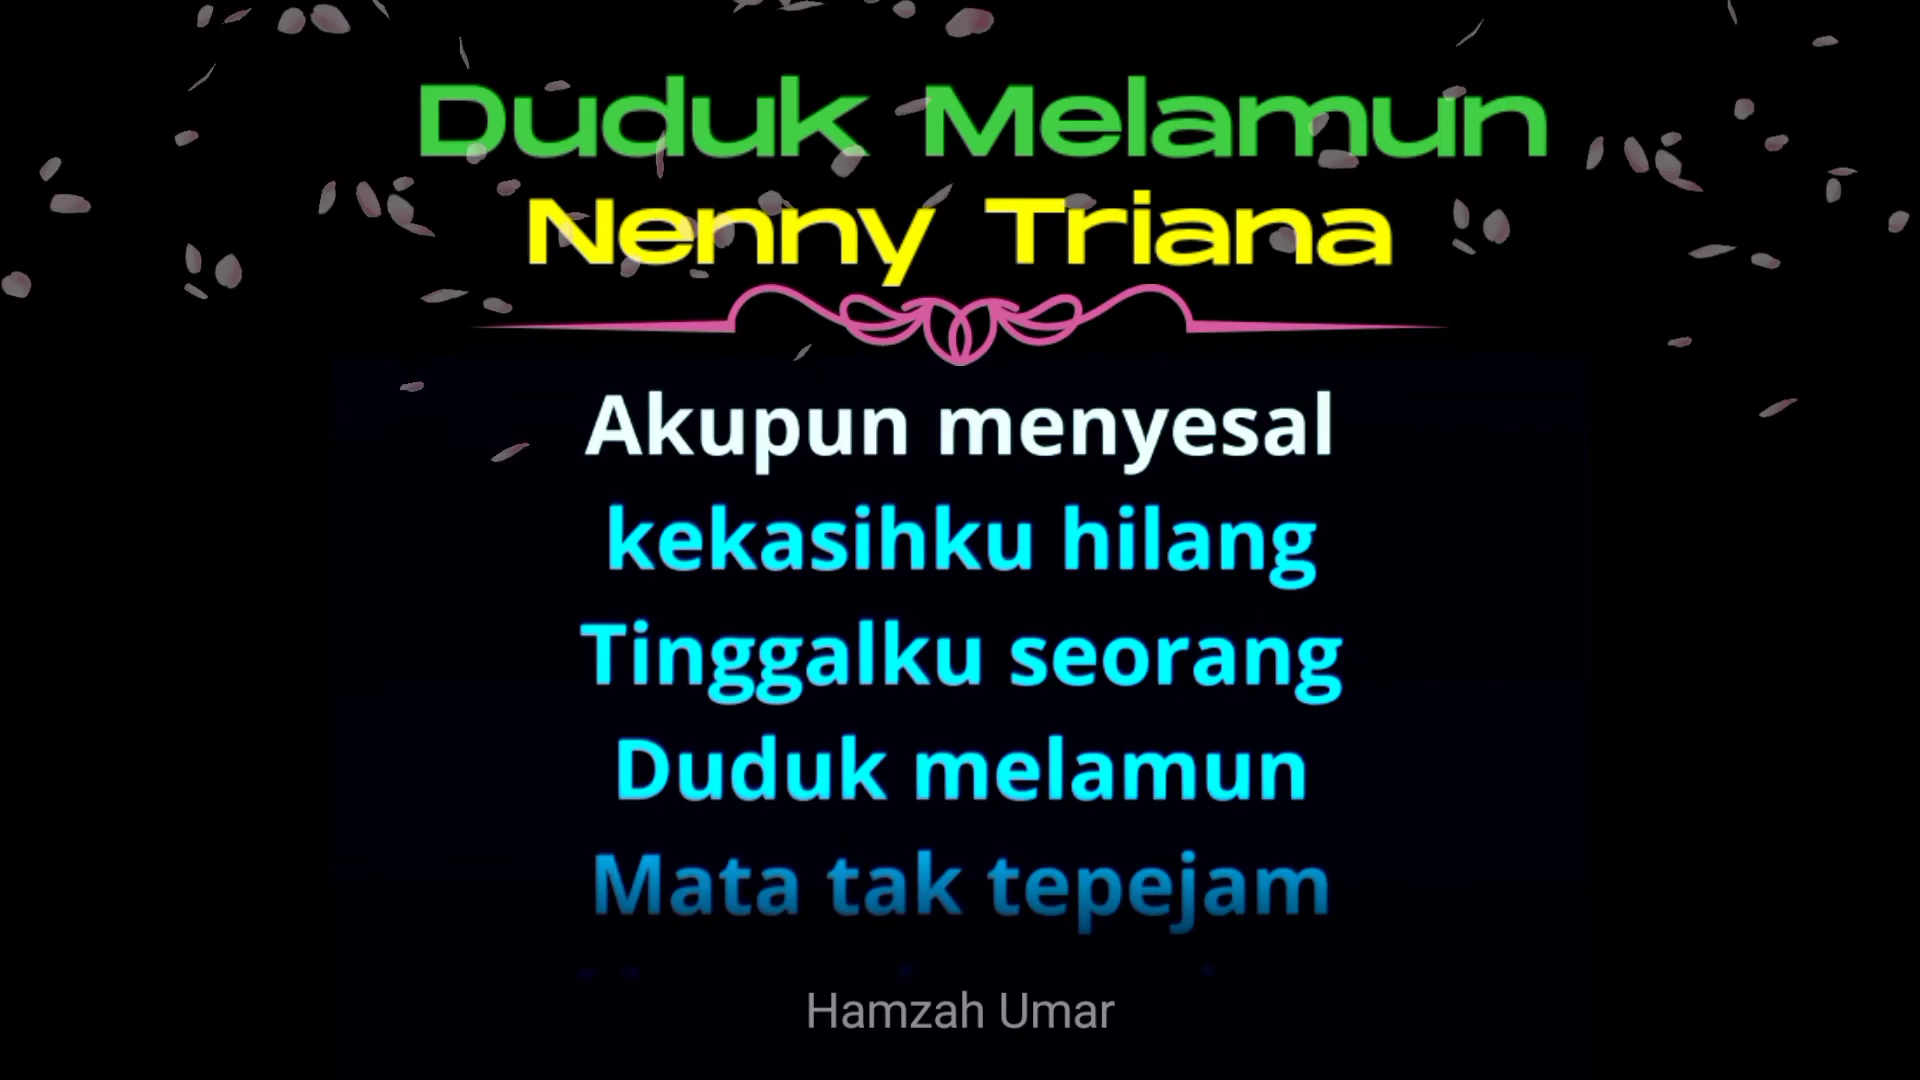 Duduk Melamun
Nenny Triana
Akupun menyesal
kekasihku hilang
Tinggalku seorang
Duduk melamun
Mata tak tepejam
Hamzah Umar